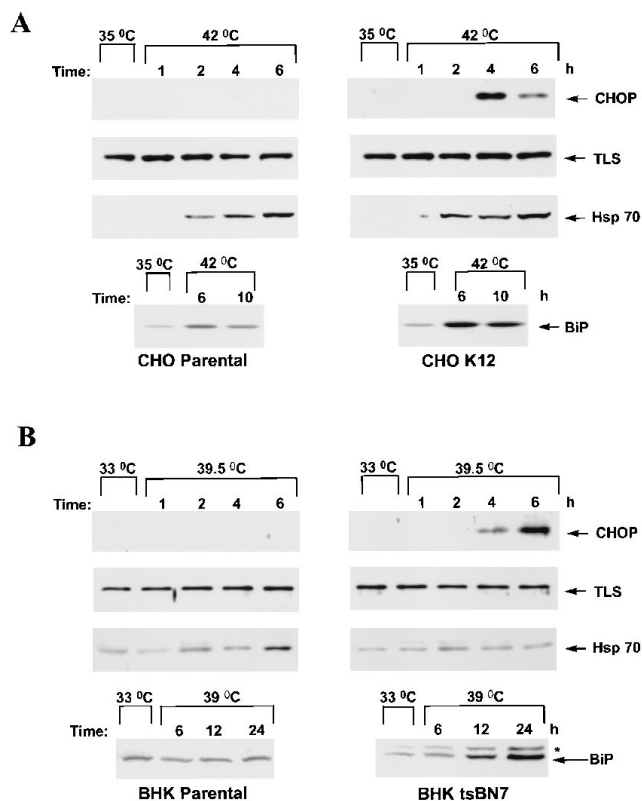 A
35 ⁰C 42 ⁰C 35 ⁰C 42 ⁰C
Time: 1 2 4 6 1 2 4 6 h
CHOP
TLS
Hsp 70
35 ⁰C 42 ⁰C 35 ⁰C 42 ⁰C
Time: 6 10 6 10 h
BiP
CHO Parental CHO K12
B
33 ⁰C 39.5 ⁰C 33 ⁰C 39.5 ⁰C
Time: 1 2 4 6 1 2 4 6 h
CHOP
TLS
Hsp 70
33 ⁰C 39 ⁰C 33 ⁰C 39 ⁰C
Time: 6 12 24 6 12 24 h
*
BiP
BHK Parental BHK tsBN7